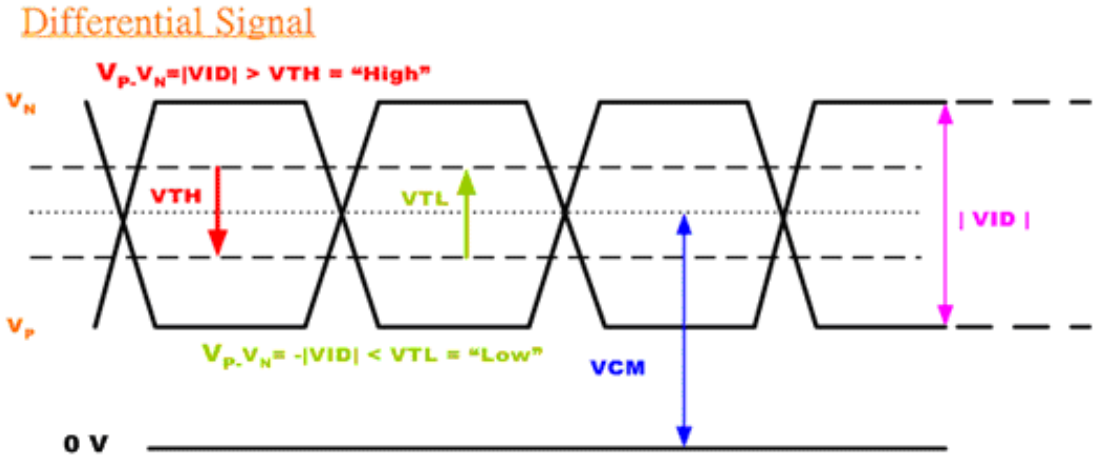 Differential Signal
VP-VN=|VID| > VTH = “High”
VN
VTH
VTL
| VID |
VP
VP-VN= -|VID| < VTL = “Low”
VCM
0 V